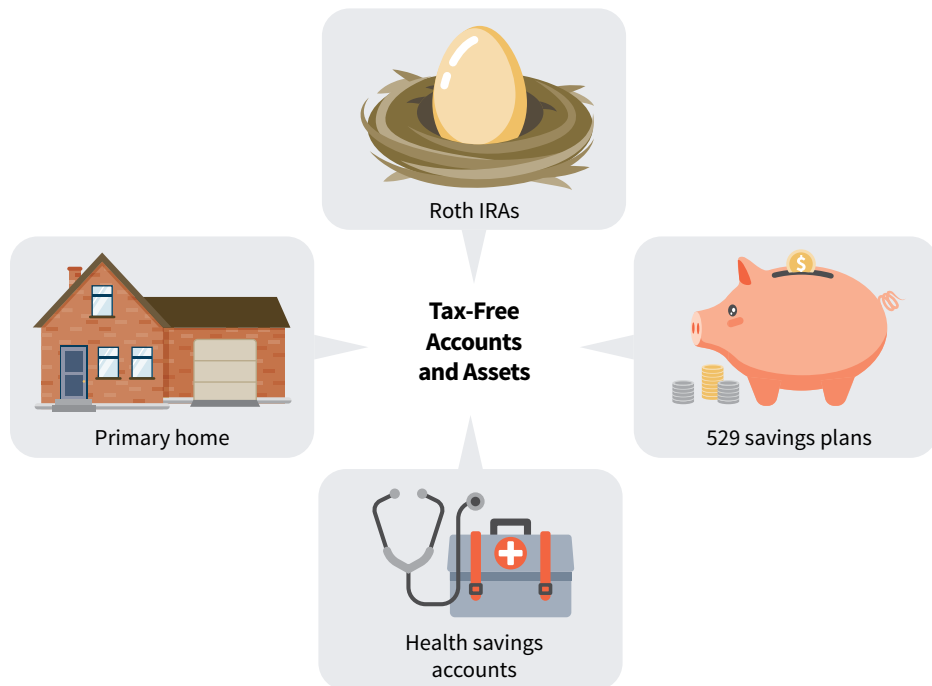 Roth IRAs
Tax-Free
Accounts
and Assets
$
Primary home
529 savings plans
Health savings
accounts